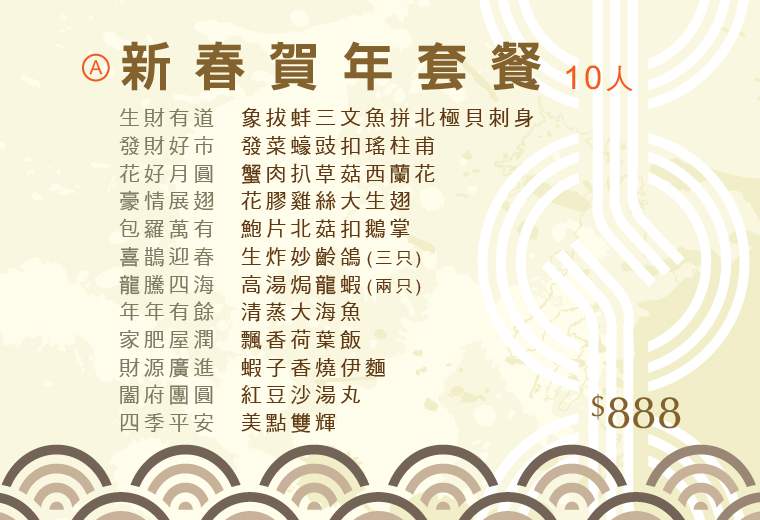 Ⓐ 新春賀年套餐 10人
生財有道 象拔蚌三文魚拼北極貝刺身
發財好市 發菜蠔豉扣瑤柱甫
花好月圓 蟹肉扒草菇西蘭花
豪情展翅 花膠雞絲大生翅
包羅萬有 鮑片北菇扣鵝掌
喜鵲迎春 生炸妙齡鴿(三只)
龍騰四海 高湯焗龍蝦(兩只)
年年有餘 清蒸大海魚
家肥屋潤 飄香荷葉飯
財源廣進 蝦子香燒伊麵
闔府團圓 紅豆沙湯丸
四季平安 美點雙輝
$888